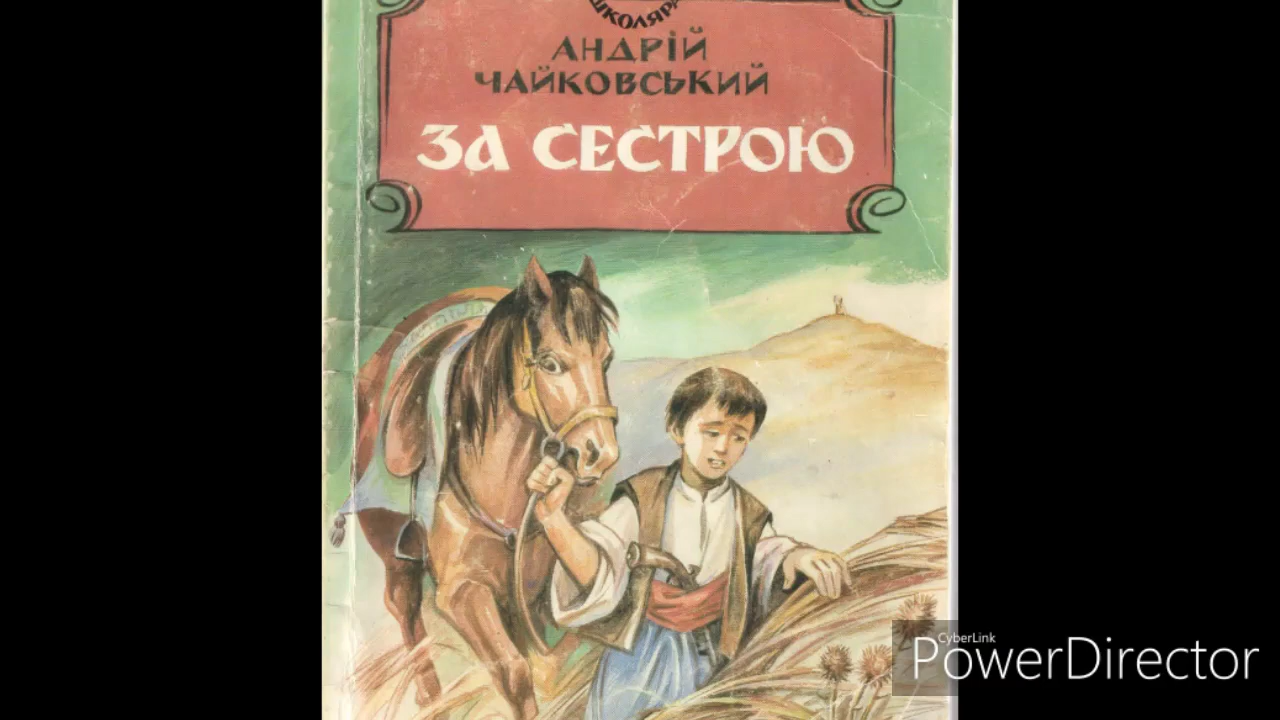 ШКОЛЯРА
АНДРІЙ
ЧАЙКОВСЬКИЙ
ЗА СЕСТРОЮ
CyberLink
PowerDirector